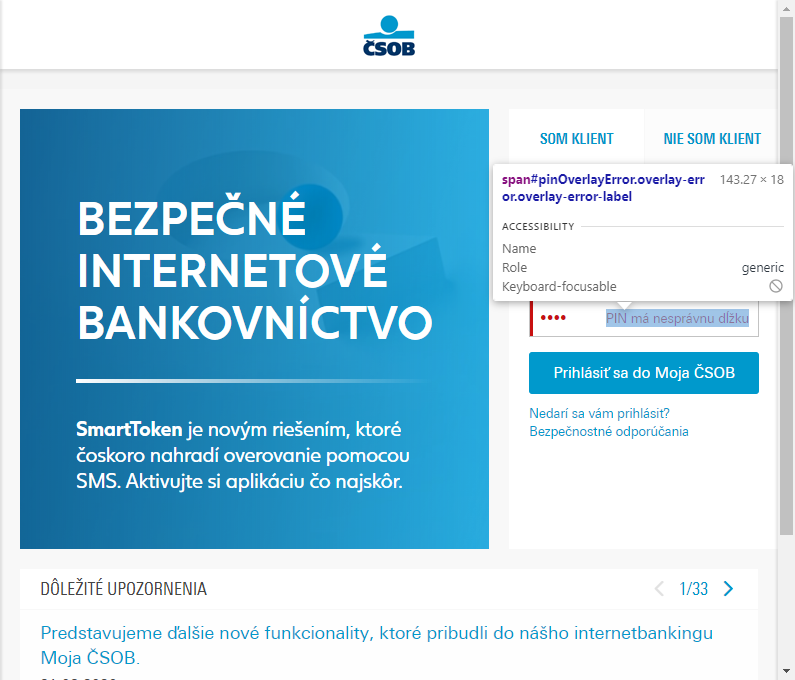 ČSOB
SOM KLIENT
NIE SOM KLIENT
BEZPEČNÉ
INTERNETOVÉ
BANKOVNÍCTVO
SmartToken je novým riešením, ktoré
čoskoro nahradí overovanie pomocou
SMS. Aktivujte si aplikáciu čo najskôr.
span#pinOverlayError.overlay-err
or.overlay-error-label
143.27 × 18
ACCESSIBILITY
Name
Role
generic
Keyboard-focusable
••••
PIN má nesprávnu dĺžku
Prihlásiť sa do Moja ČSOB
Nedarí sa vám prihlásiť?
Bezpečnostné odporúčania
DÔLEŽITÉ UPOZORNENIA
1/33
Predstavujeme ďalšie nové funkcionality, ktoré pribudli do nášho internetbankingu
Moja ČSOB.